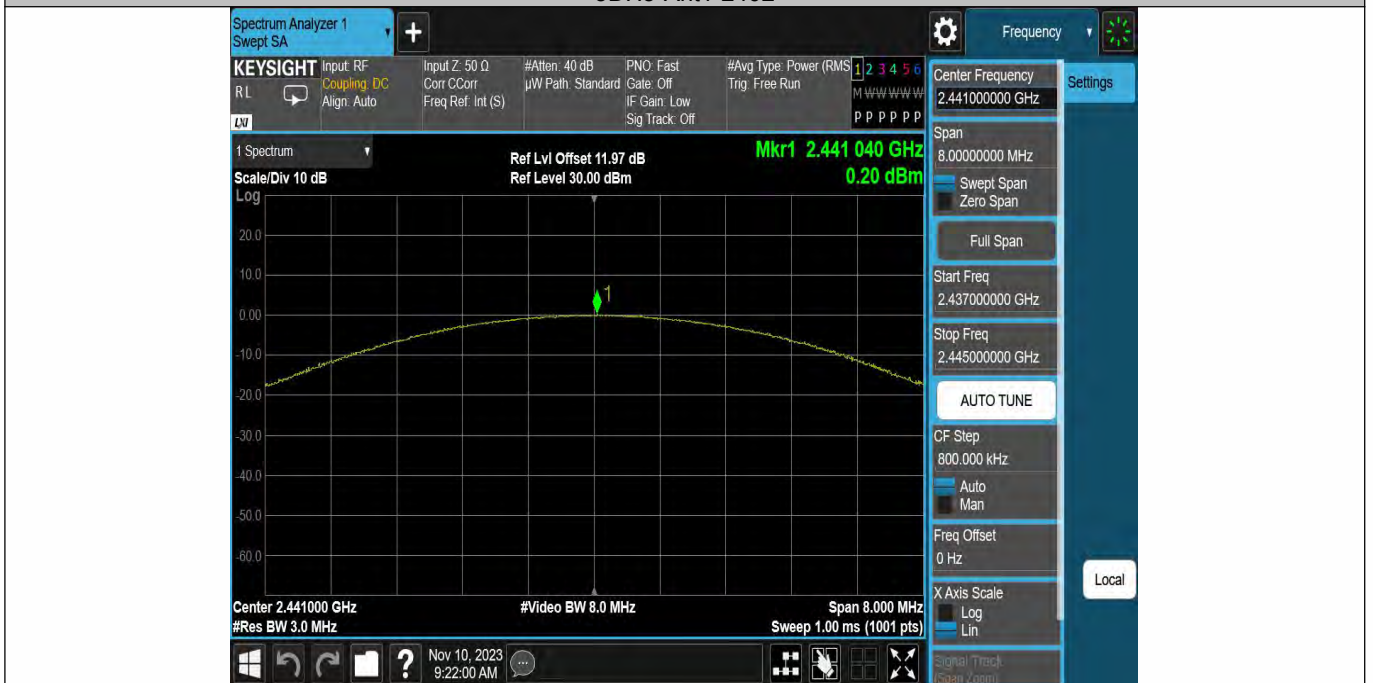 Spectrum Analyzer 1
Swept SA
+
Frequency
KEYSIGHT Input: RF
RL Coupling: DC
Align: Auto
LXI
Input Z: 50 Ω
Corr CCorr
Freq Ref: Int (S)
#Atten: 40 dB
µW Path: Standard
PNO: Fast
Gate: Off
IF Gain: Low
Sig Track: Off
#Avg Type: Power (RMS
Trig: Free Run
1 2 3 4 5 6
M W W W W W
P P P P P P
Center Frequency
2.441000000 GHz
Settings
Span
8.00000000 MHz
Swept Span
Zero Span
Full Span
Start Freq
2.437000000 GHz
Stop Freq
2.445000000 GHz
AUTO TUNE
CF Step
800.000 kHz
Auto
Man
Freq Offset
0 Hz
X Axis Scale
Log
Lin
Signal Track
(Span Zoom)
Local
1 Spectrum
Scale/Div 10 dB
Ref Lvl Offset 11.97 dB
Ref Level 30.00 dBm
Mkr1 2.441 040 GHz
0.20 dBm
Log
20.0
10.0
0.00
-10.0
-20.0
-30.0
-40.0
-50.0
-60.0
1
Center 2.441000 GHz
#Res BW 3.0 MHz
#Video BW 8.0 MHz
Span 8.000 MHz
Sweep 1.00 ms (1001 pts)
?
Nov 10, 2023
9:22:00 AM